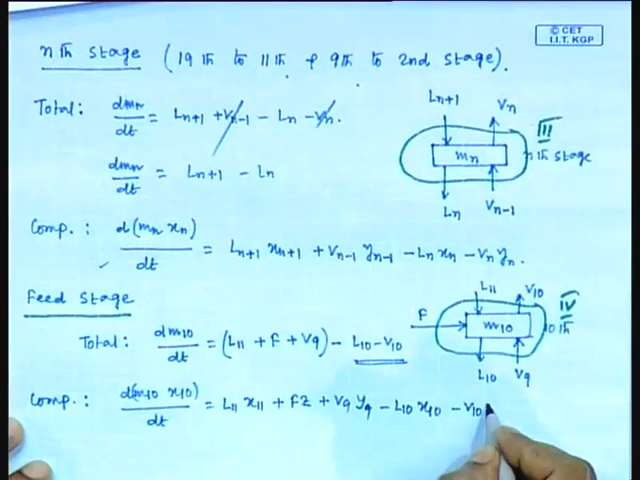 © CET
I.I.T. KGP
nth Stage (19th to 11th & 9th to 2nd stage).
Total: dmn/dt = Ln+1 + Vn-1 - Ln - Vn.
dmn/dt = Ln+1 - Ln
Comp.: d(mn xn)/dt = Ln+1 xn+1 + Vn-1 yn-1 - Ln xn - Vn yn.
Ln+1 Vn
III
mn
nth stage
Ln Vn-1
Feed Stage
Total: dm10/dt = (L11 + F + V9) - L10 - V10
L11 V10
IV
F m10 10th
L10 V9
Comp.: d(m10 x10)/dt = L11 x11 + Fz + V9 y9 - L10 x10 - V10